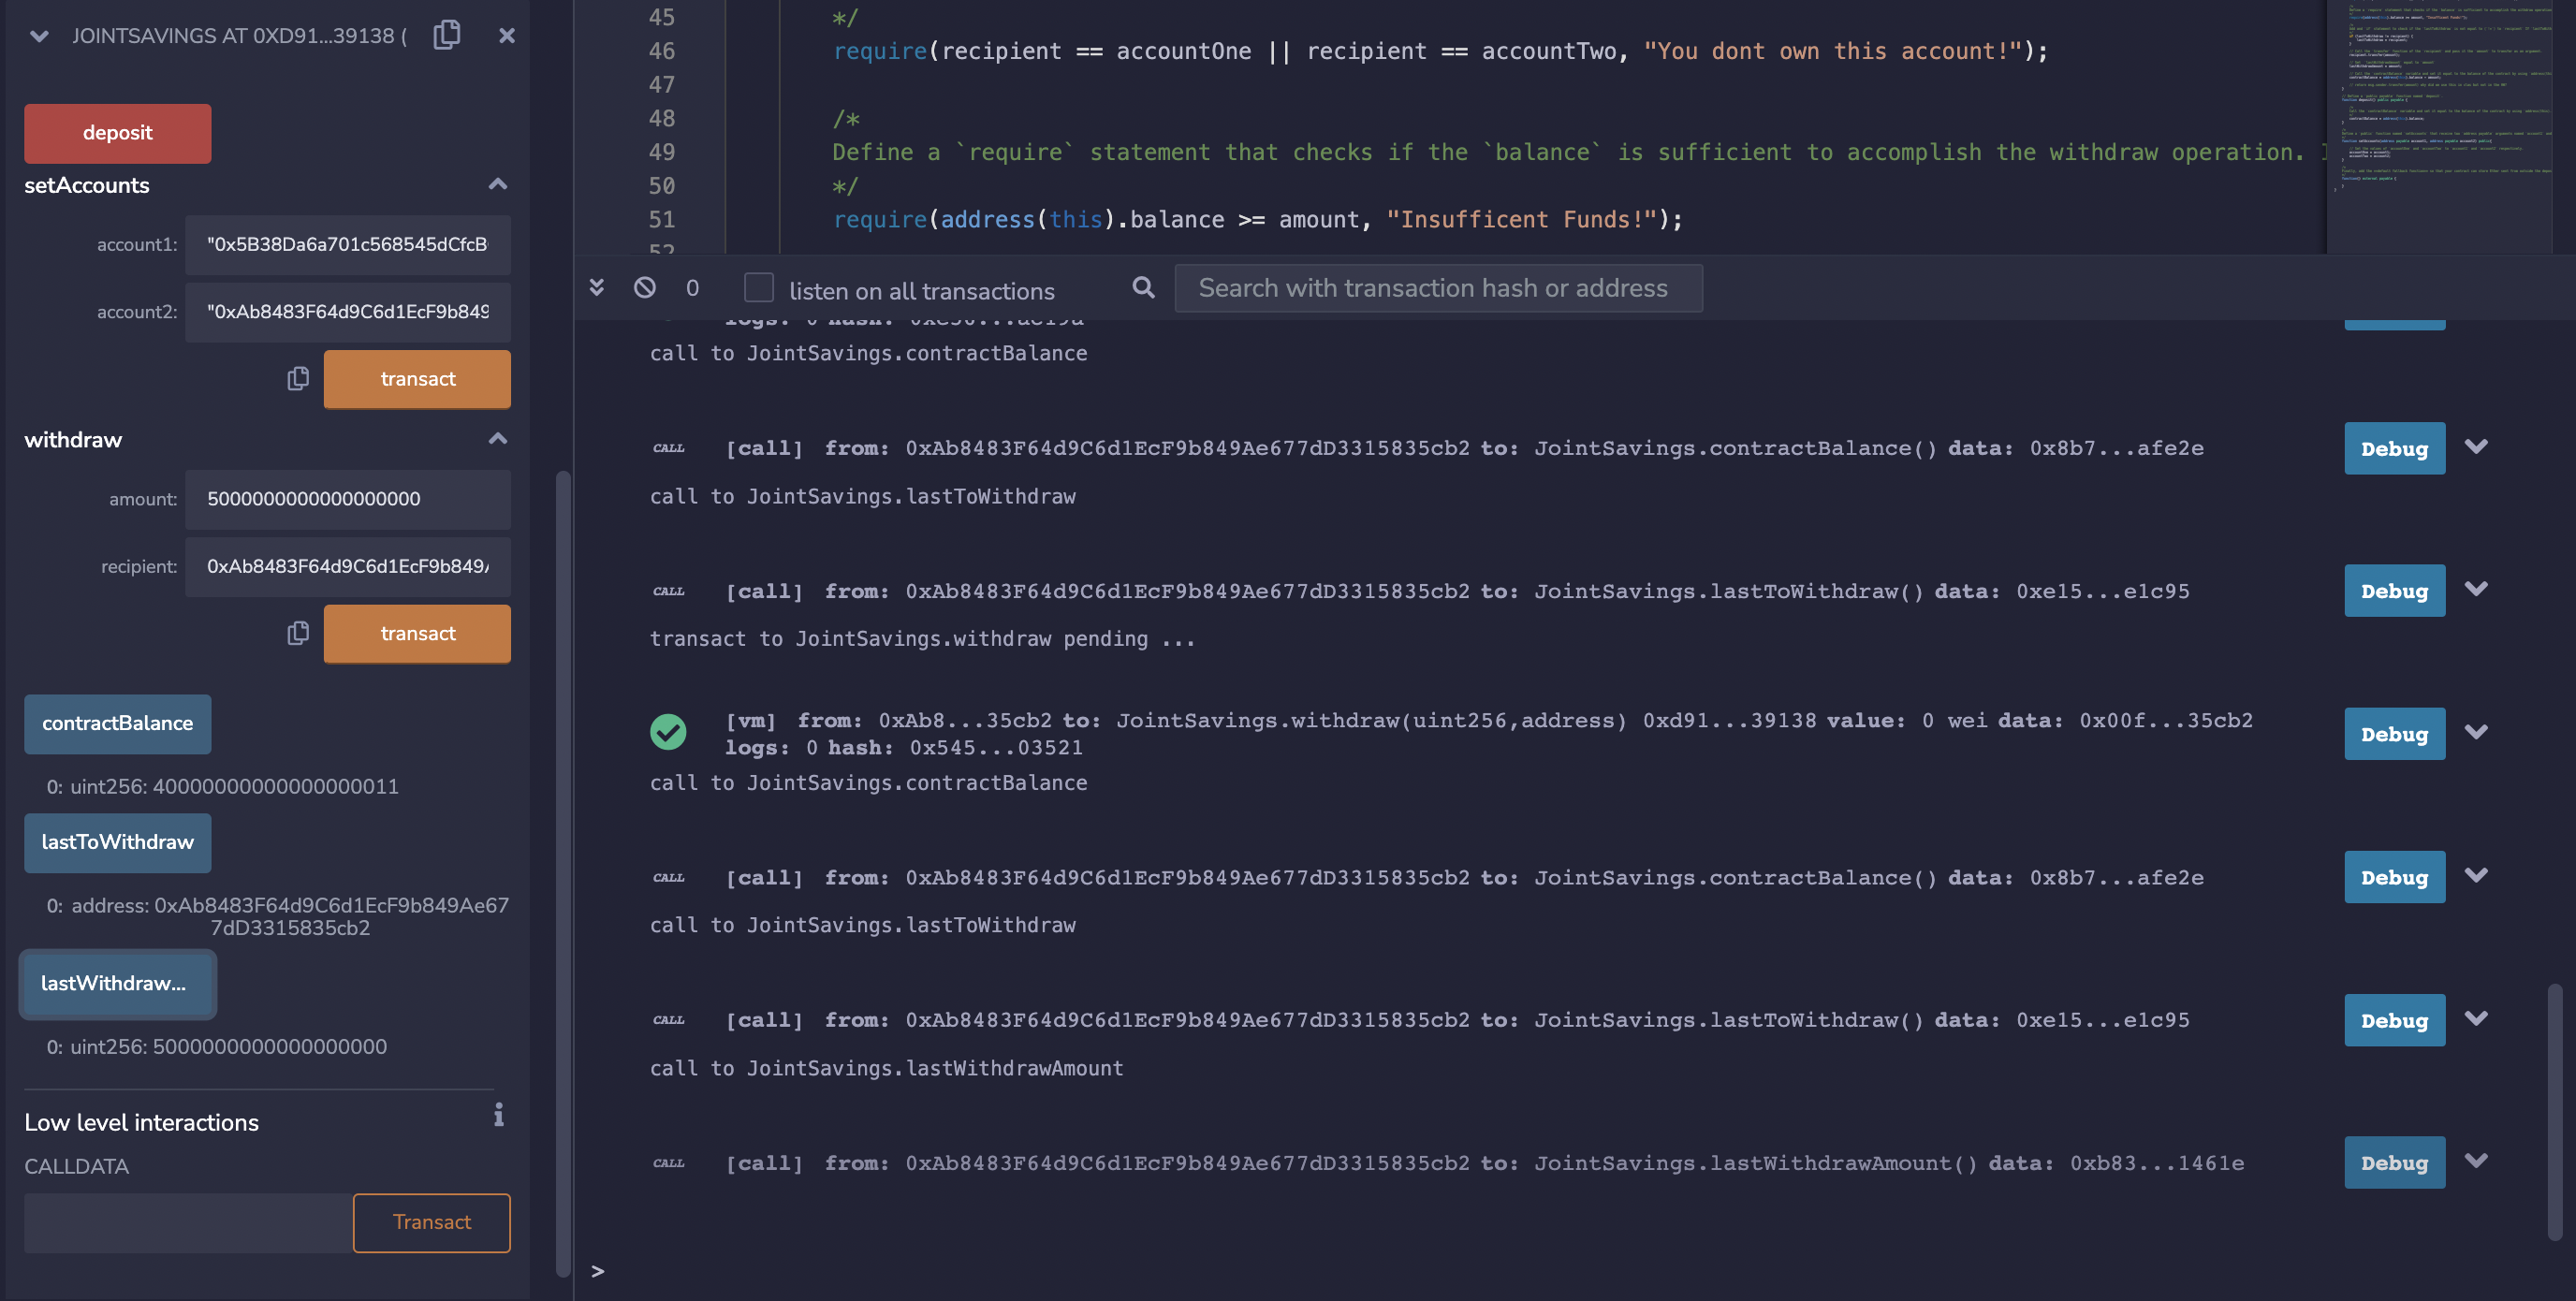 JOINTSAVINGS AT 0XD91...39138 (
deposit
setAccounts
account1: "0x5B38Da6a701c568545dCfcB
account2: "0xAb8483F64d9C6d1EcF9b849
transact
withdraw
amount: 5000000000000000000
recipient: 0xAb8483F64d9C6d1EcF9b849
transact
contractBalance
0: uint256: 40000000000000000011
lastToWithdraw
0: address: 0xAb8483F64d9C6d1EcF9b849Ae67
7dD3315835cb2
lastWithdraw...
0: uint256: 5000000000000000000
Low level interactions
CALLDATA
Transact
45 */
46 require(recipient == accountOne || recipient == accountTwo, "You dont own this account!");
47
48 /*
49 Define a `require` statement that checks if the `balance` is sufficient to accomplish the withdraw operation.
50 */
51 require(address(this).balance >= amount, "Insufficent Funds!");
52
0 listen on all transactions Search with transaction hash or address
logs: 0 hash: 0xe56...ae19a
call to JointSavings.contractBalance
CALL [call] from: 0xAb8483F64d9C6d1EcF9b849Ae677dD3315835cb2 to: JointSavings.contractBalance() data: 0x8b7...afe2e Debug
call to JointSavings.lastToWithdraw
CALL [call] from: 0xAb8483F64d9C6d1EcF9b849Ae677dD3315835cb2 to: JointSavings.lastToWithdraw() data: 0xe15...e1c95 Debug
transact to JointSavings.withdraw pending ...
[vm] from: 0xAb8...35cb2 to: JointSavings.withdraw(uint256,address) 0xd91...39138 value: 0 wei data: 0x00f...35cb2 Debug
logs: 0 hash: 0x545...03521
call to JointSavings.contractBalance
CALL [call] from: 0xAb8483F64d9C6d1EcF9b849Ae677dD3315835cb2 to: JointSavings.contractBalance() data: 0x8b7...afe2e Debug
call to JointSavings.lastToWithdraw
CALL [call] from: 0xAb8483F64d9C6d1EcF9b849Ae677dD3315835cb2 to: JointSavings.lastToWithdraw() data: 0xe15...e1c95 Debug
call to JointSavings.lastWithdrawAmount
CALL [call] from: 0xAb8483F64d9C6d1EcF9b849Ae677dD3315835cb2 to: JointSavings.lastWithdrawAmount() data: 0xb83...1461e Debug
>